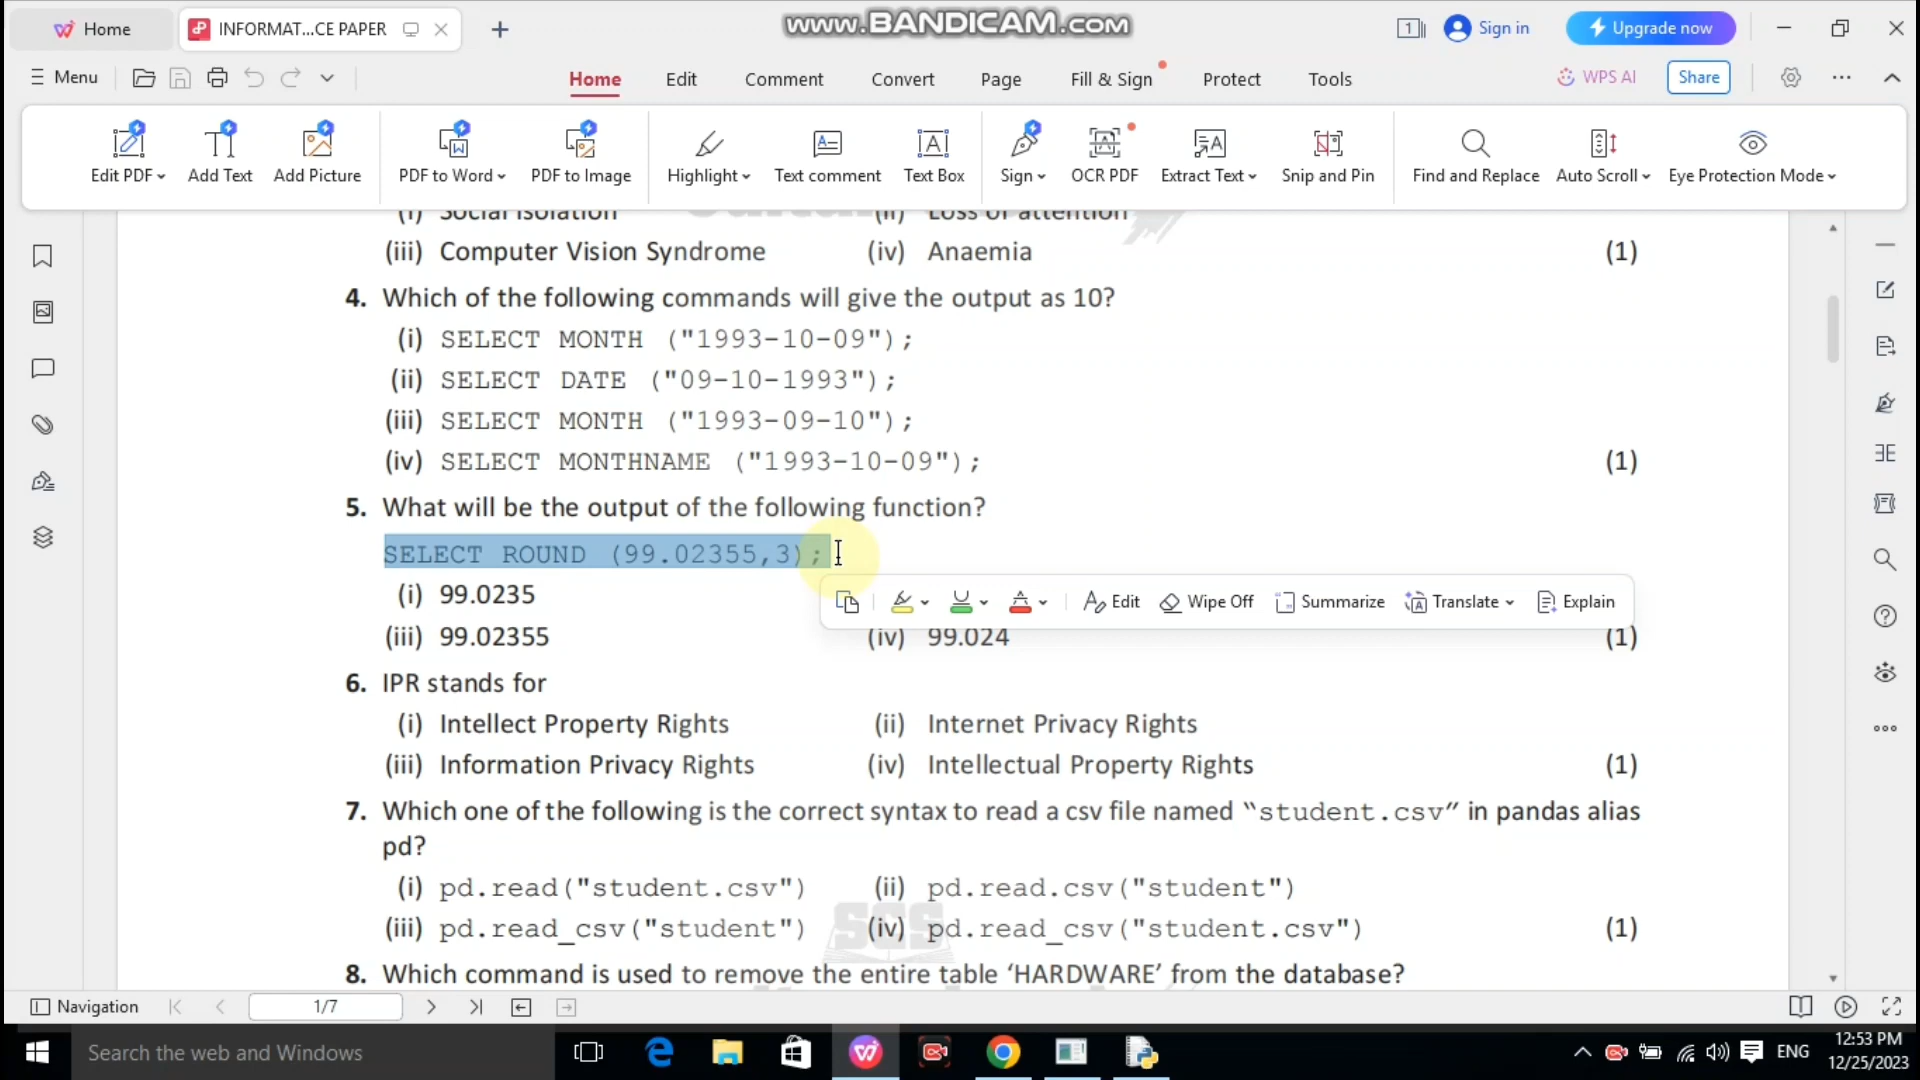 Home
INFORMAT...CE PAPER
www.BANDICAM.com
1
Sign in
Upgrade now
Menu
Home
Edit
Comment
Convert
Page
Fill & Sign
Protect
Tools
WPS AI
Share
Edit PDF
Add Text
Add Picture
PDF to Word
PDF to Image
Highlight
Text comment
Text Box
Sign
OCR PDF
Extract Text
Snip and Pin
Find and Replace
Auto Scroll
Eye Protection Mode
(i) Social Isolation (ii) Loss of attention
(iii) Computer Vision Syndrome (iv) Anaemia (1)
4. Which of the following commands will give the output as 10?
(i) SELECT MONTH ("1993-10-09");
(ii) SELECT DATE ("09-10-1993");
(iii) SELECT MONTH ("1993-09-10");
(iv) SELECT MONTHNAME ("1993-10-09"); (1)
5. What will be the output of the following function?
SELECT ROUND (99.02355,3);
(i) 99.0235
Edit
Wipe Off
Summarize
Translate
Explain
(iii) 99.02355 (iv) 99.024 (1)
6. IPR stands for
(i) Intellect Property Rights (ii) Internet Privacy Rights
(iii) Information Privacy Rights (iv) Intellectual Property Rights (1)
7. Which one of the following is the correct syntax to read a csv file named “student.csv” in pandas alias
pd?
(i) pd.read("student.csv") (ii) pd.read.csv("student")
(iii) pd.read_csv("student") (iv) pd.read_csv("student.csv") (1)
SGS
8. Which command is used to remove the entire table ‘HARDWARE’ from the database?
Navigation
1/7
Search the web and Windows
ENG
12:53 PM
12/25/2023